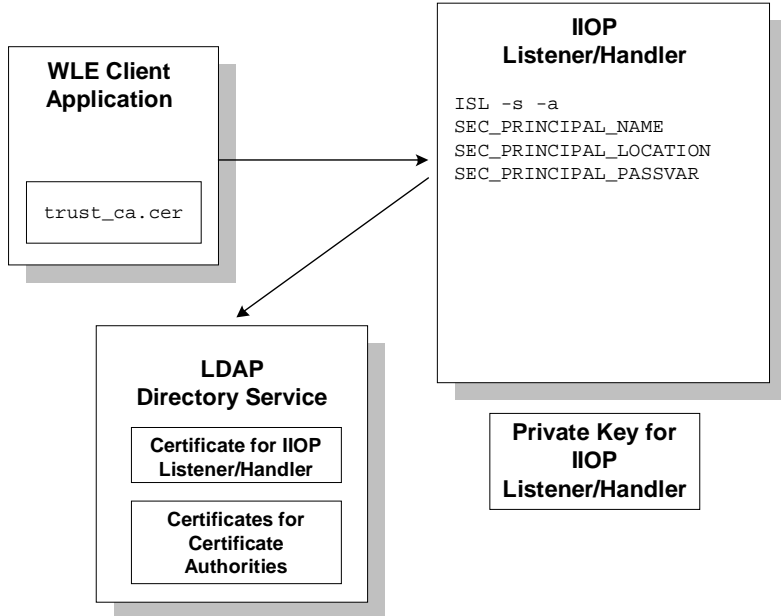 WLE Client
Application
trust_ca.cer
IIOP
Listener/Handler
ISL -s -a
SEC_PRINCIPAL_NAME
SEC_PRINCIPAL_LOCATION
SEC_PRINCIPAL_PASSVAR
LDAP
Directory Service
Certificate for IIOP
Listener/Handler
Certificates for
Certificate
Authorities
Private Key for
IIOP
Listener/Handler